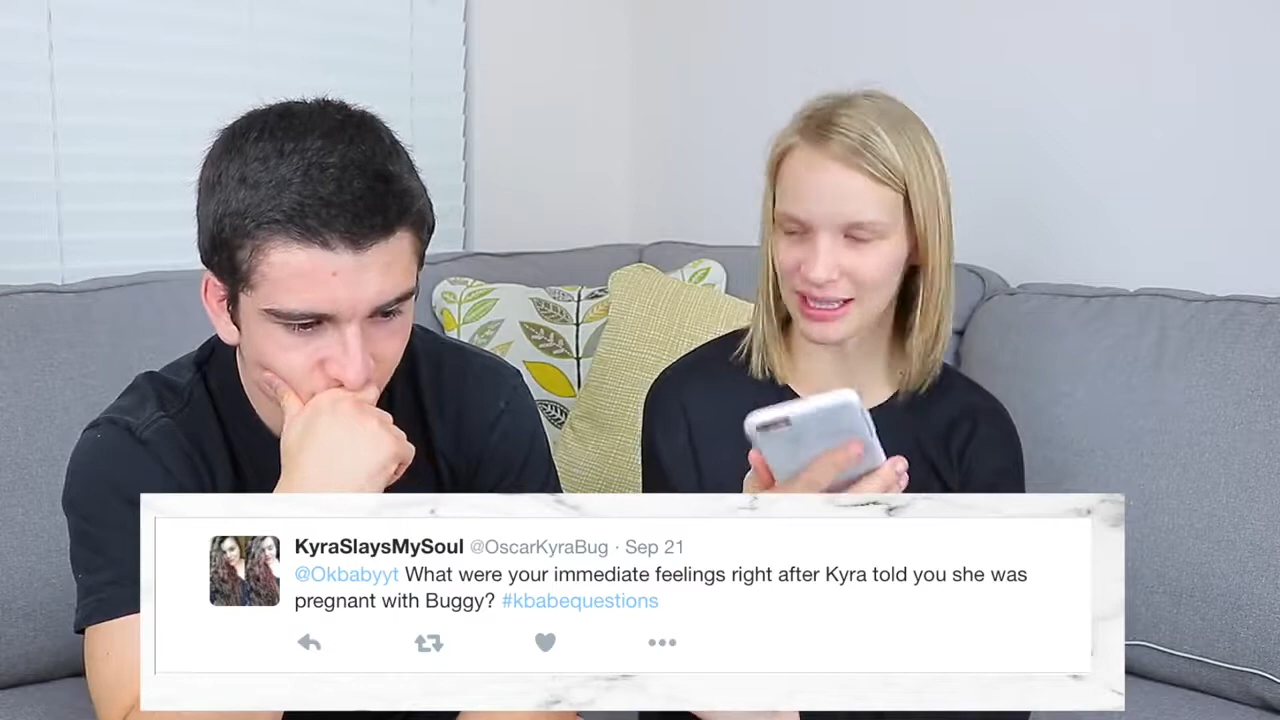 KyraSlaysMySoul @OscarKyraBug · Sep 21
@Okbabyyt What were your immediate feelings right after Kyra told you she was
pregnant with Buggy? #kbabequestions